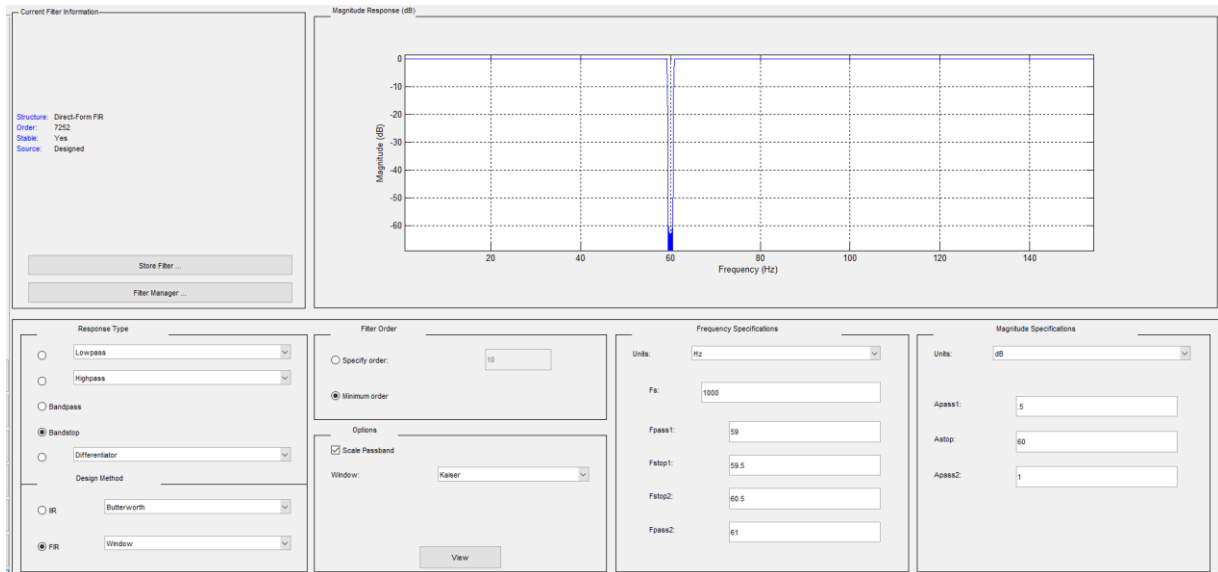 Current Filter Information
Structure: Direct-Form FIR
Order: 7252
Stable: Yes
Source: Designed
Store Filter ...
Filter Manager ...
Magnitude Response (dB)
0
-10
-20
-30
-40
-50
-60
Magnitude (dB)
20 40 60 80 100 120 140
Frequency (Hz)
Response Type
Lowpass
Highpass
Bandpass
Bandstop
Differentiator
Design Method
IIR Butterworth
FIR Window
Filter Order
Specify order: 10
Minimum order
Options
Scale Passband
Window: Kaiser
View
Frequency Specifications
Units: Hz
Fs: 1000
Fpass1: 59
Fstop1: 59.5
Fstop2: 60.5
Fpass2: 61
Magnitude Specifications
Units: dB
Apass1: .5
Astop: 60
Apass2: 1